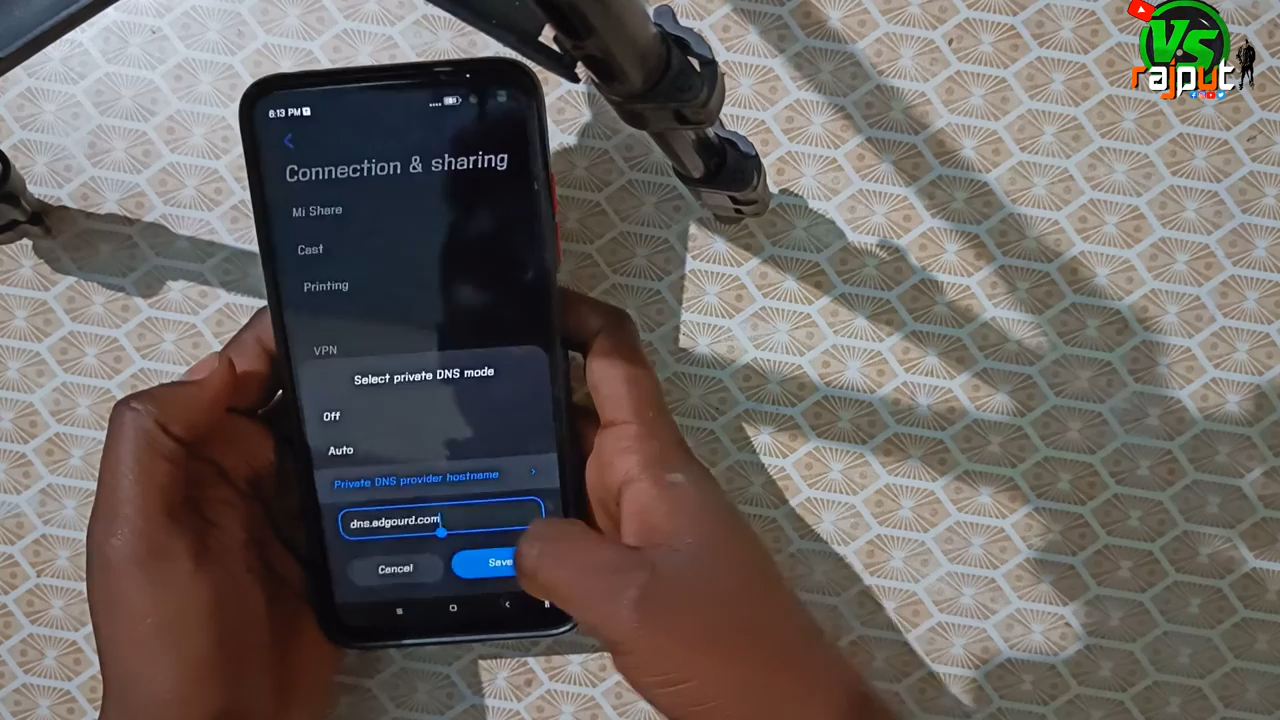 VS
rajput
6:13 PM
Connection & sharing
Mi Share
Cast
Printing
VPN
Select private DNS mode
Off
Auto
Private DNS provider hostname
dns.adgourd.com
Cancel
Save